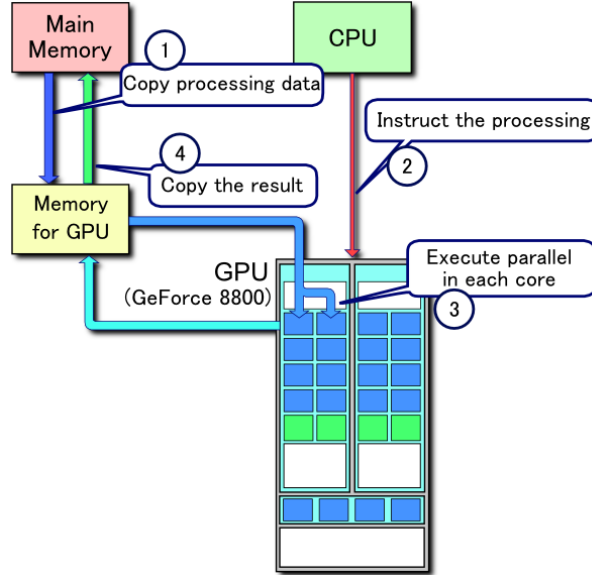 Main
Memory
CPU
1
Copy processing data
Instruct the processing
2
4
Copy the result
Memory
for GPU
GPU
(GeForce 8800)
Execute parallel
in each core
3